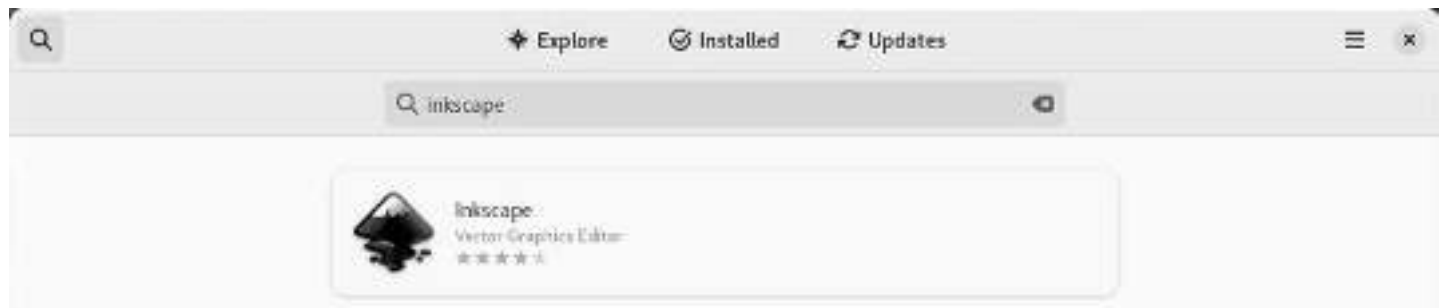 Explore Installed Updates
inkscape
Inkscape
Vector Graphics Editor